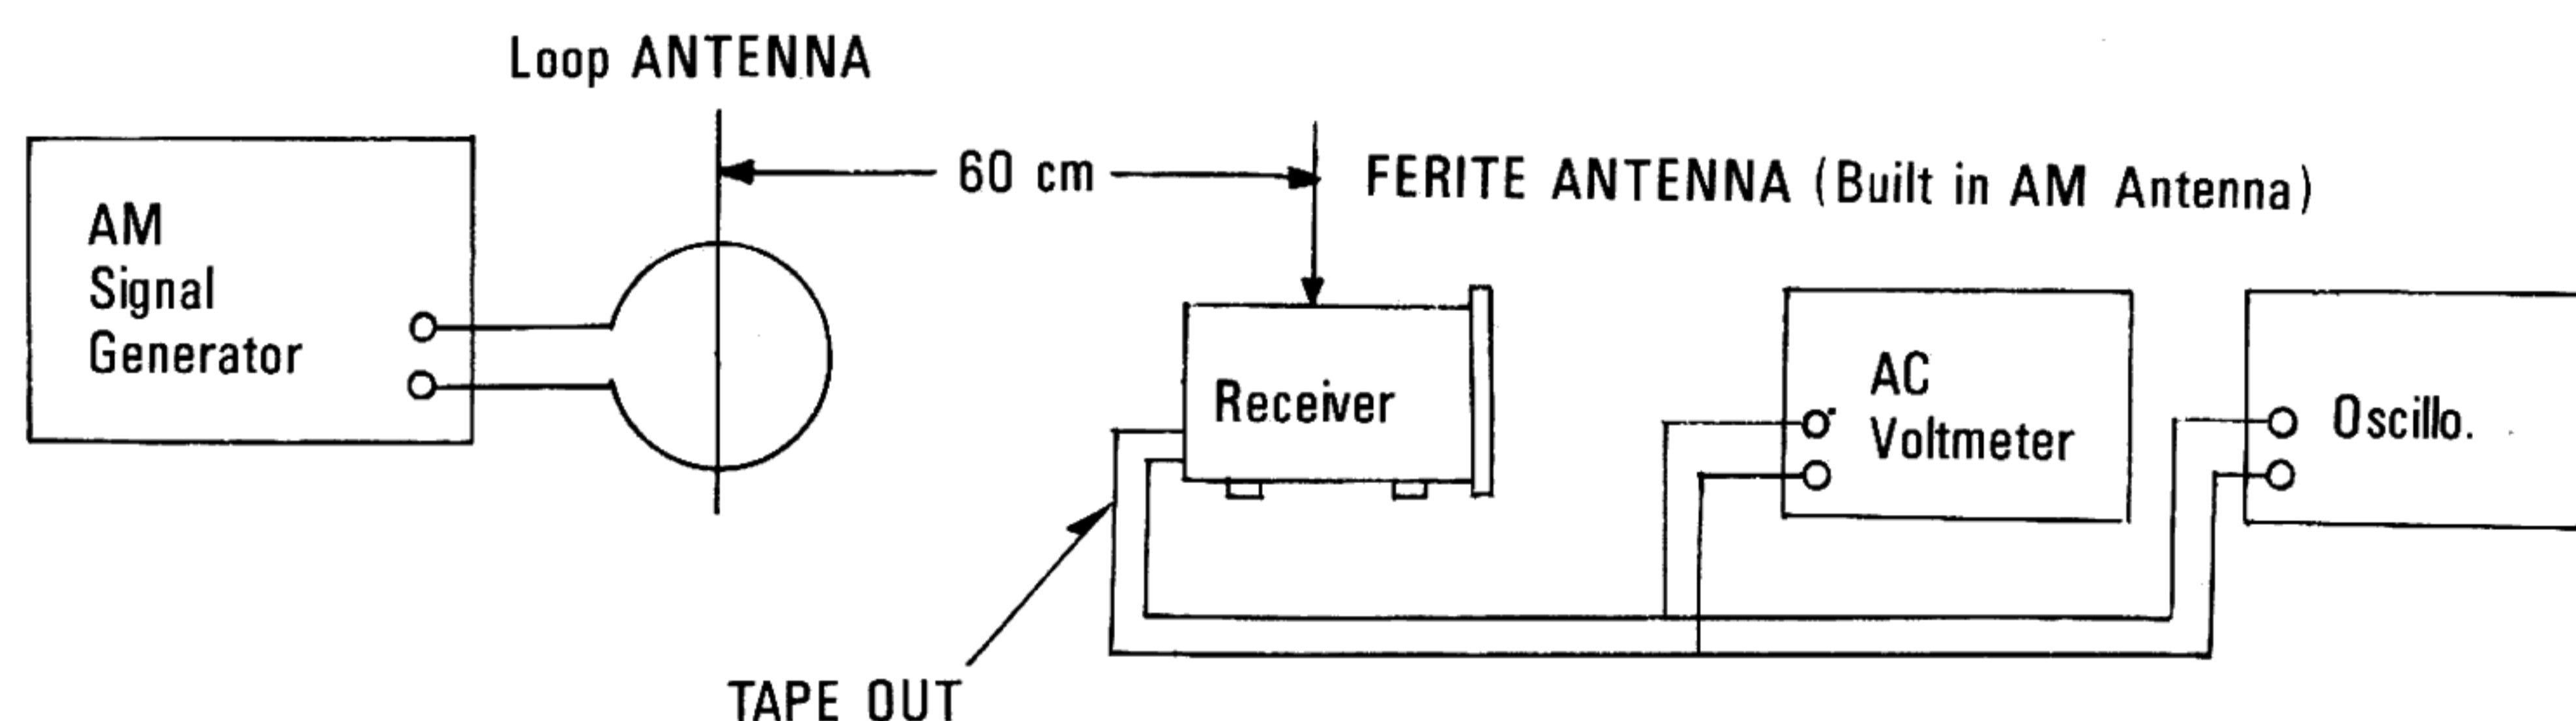 Loop ANTENNA
60 cm
FERITE ANTENNA (Built in AM Antenna)
AM
Signal
Generator
Receiver
AC
Voltmeter
Oscillo.
TAPE OUT